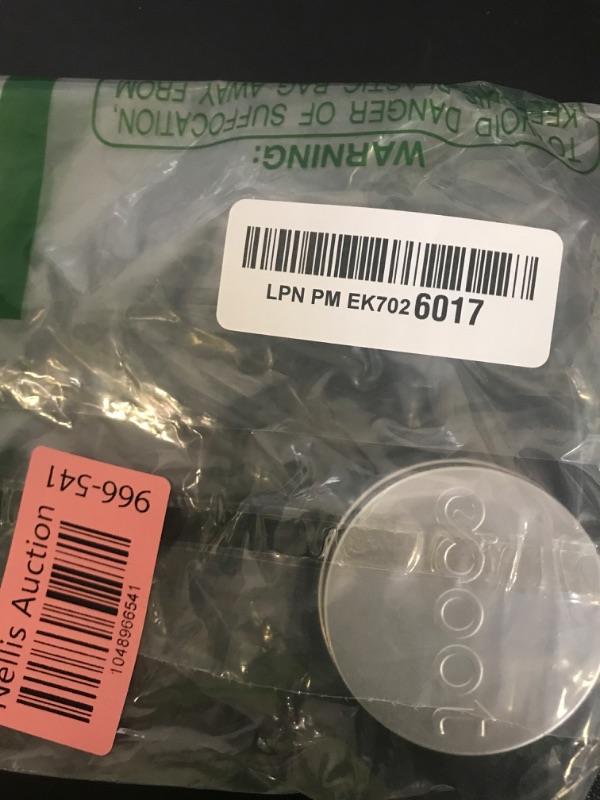 WARNING:
TO AVOID DANGER OF SUFFOCATION,
KEEP THIS PLASTIC BAG AWAY FROM
LPN PM EK702 6017
966-541
Nellis Auction
1048966541
goot